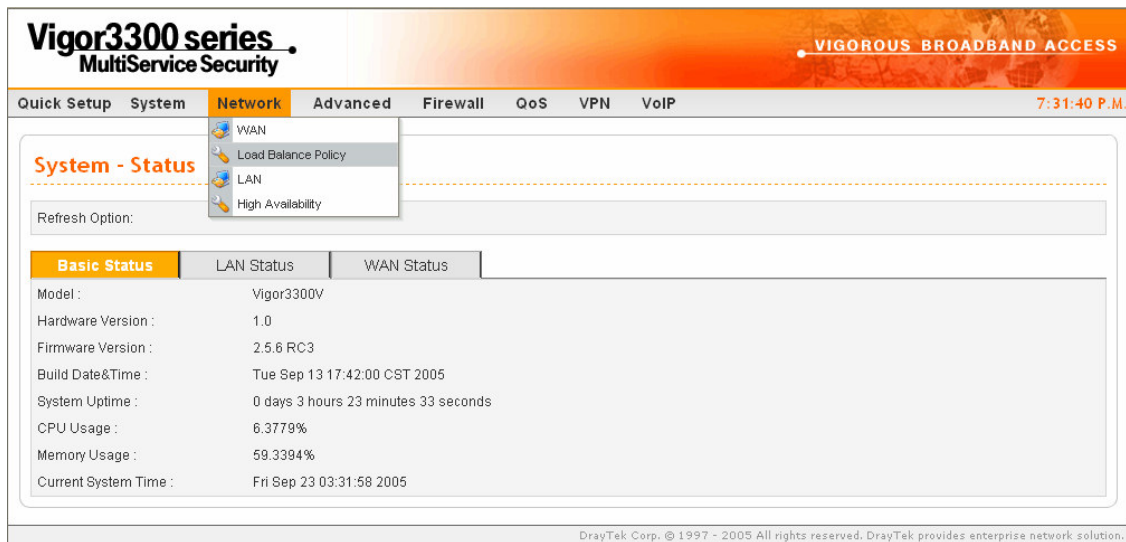 Vigor3300 series
MultiService Security
VIGOROUS BROADBAND ACCESS
Quick Setup System Network Advanced Firewall QoS VPN VoIP 7:31:40 P.M.
WAN
Load Balance Policy
LAN
High Availability
System - Status
Refresh Option:
Basic Status LAN Status WAN Status
Model : Vigor3300V
Hardware Version : 1.0
Firmware Version : 2.5.6 RC3
Build Date&Time : Tue Sep 13 17:42:00 CST 2005
System Uptime : 0 days 3 hours 23 minutes 33 seconds
CPU Usage : 6.3779%
Memory Usage : 59.3394%
Current System Time : Fri Sep 23 03:31:58 2005
DrayTek Corp. © 1997 - 2005 All rights reserved. DrayTek provides enterprise network solution.